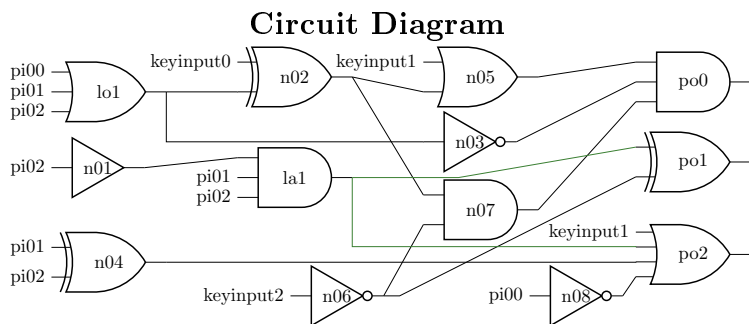 Circuit Diagram
pi00
pi01
pi02
lo1
keyinput0
n02
keyinput1
n05
po0
n03
pi02
n01
pi01
pi02
la1
po1
n07
pi01
pi02
n04
keyinput1
po2
keyinput2
n06
pi00
n08